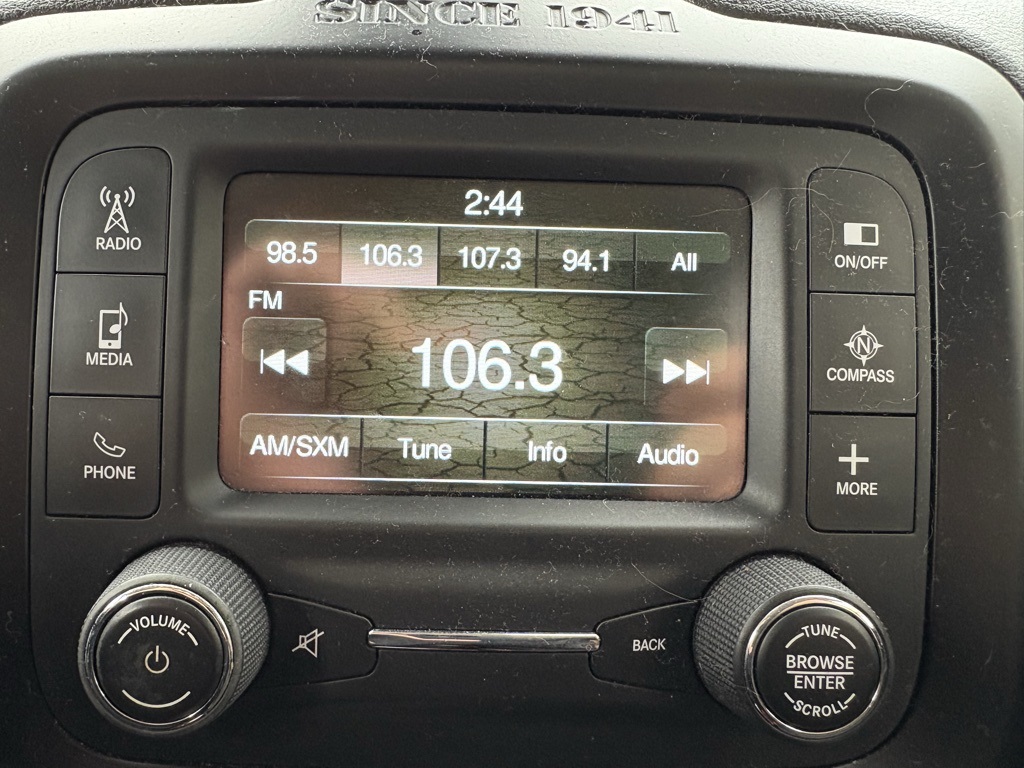 SINCE 1941
2:44
98.5 106.3 107.3 94.1 All
FM
106.3
AM/SXM Tune Info Audio
RADIO
MEDIA
PHONE
ON/OFF
N
COMPASS
MORE
VOLUME
BACK
TUNE
BROWSE
ENTER
SCROLL